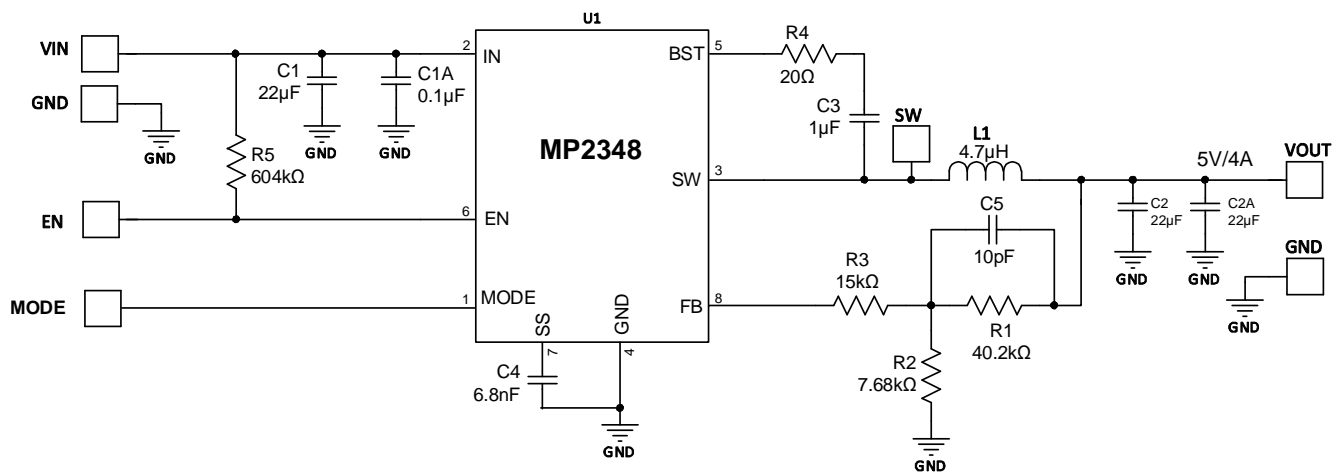 U1
VIN
GND
GND
R5
604kΩ
EN
MODE
C1
22µF
GND
C1A
0.1µF
GND
2
IN
6
EN
1
MODE
MP2348
BST
5
SW
3
FB
8
SS
7
GND
4
C4
6.8nF
GND
R4
20Ω
C3
1µF
SW
L1
4.7µH
5V/4A
VOUT
C2
22µF
GND
C2A
22µF
GND
GND
GND
C5
10pF
R3
15kΩ
R1
40.2kΩ
R2
7.68kΩ
GND